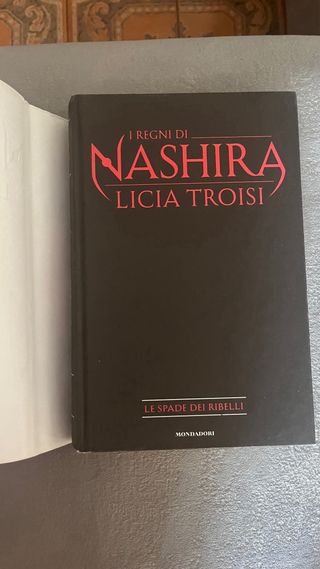 I REGNI DI
NASHIRA
LICIA TROISI
LE SPADE DEI RIBELLI
MONDADORI